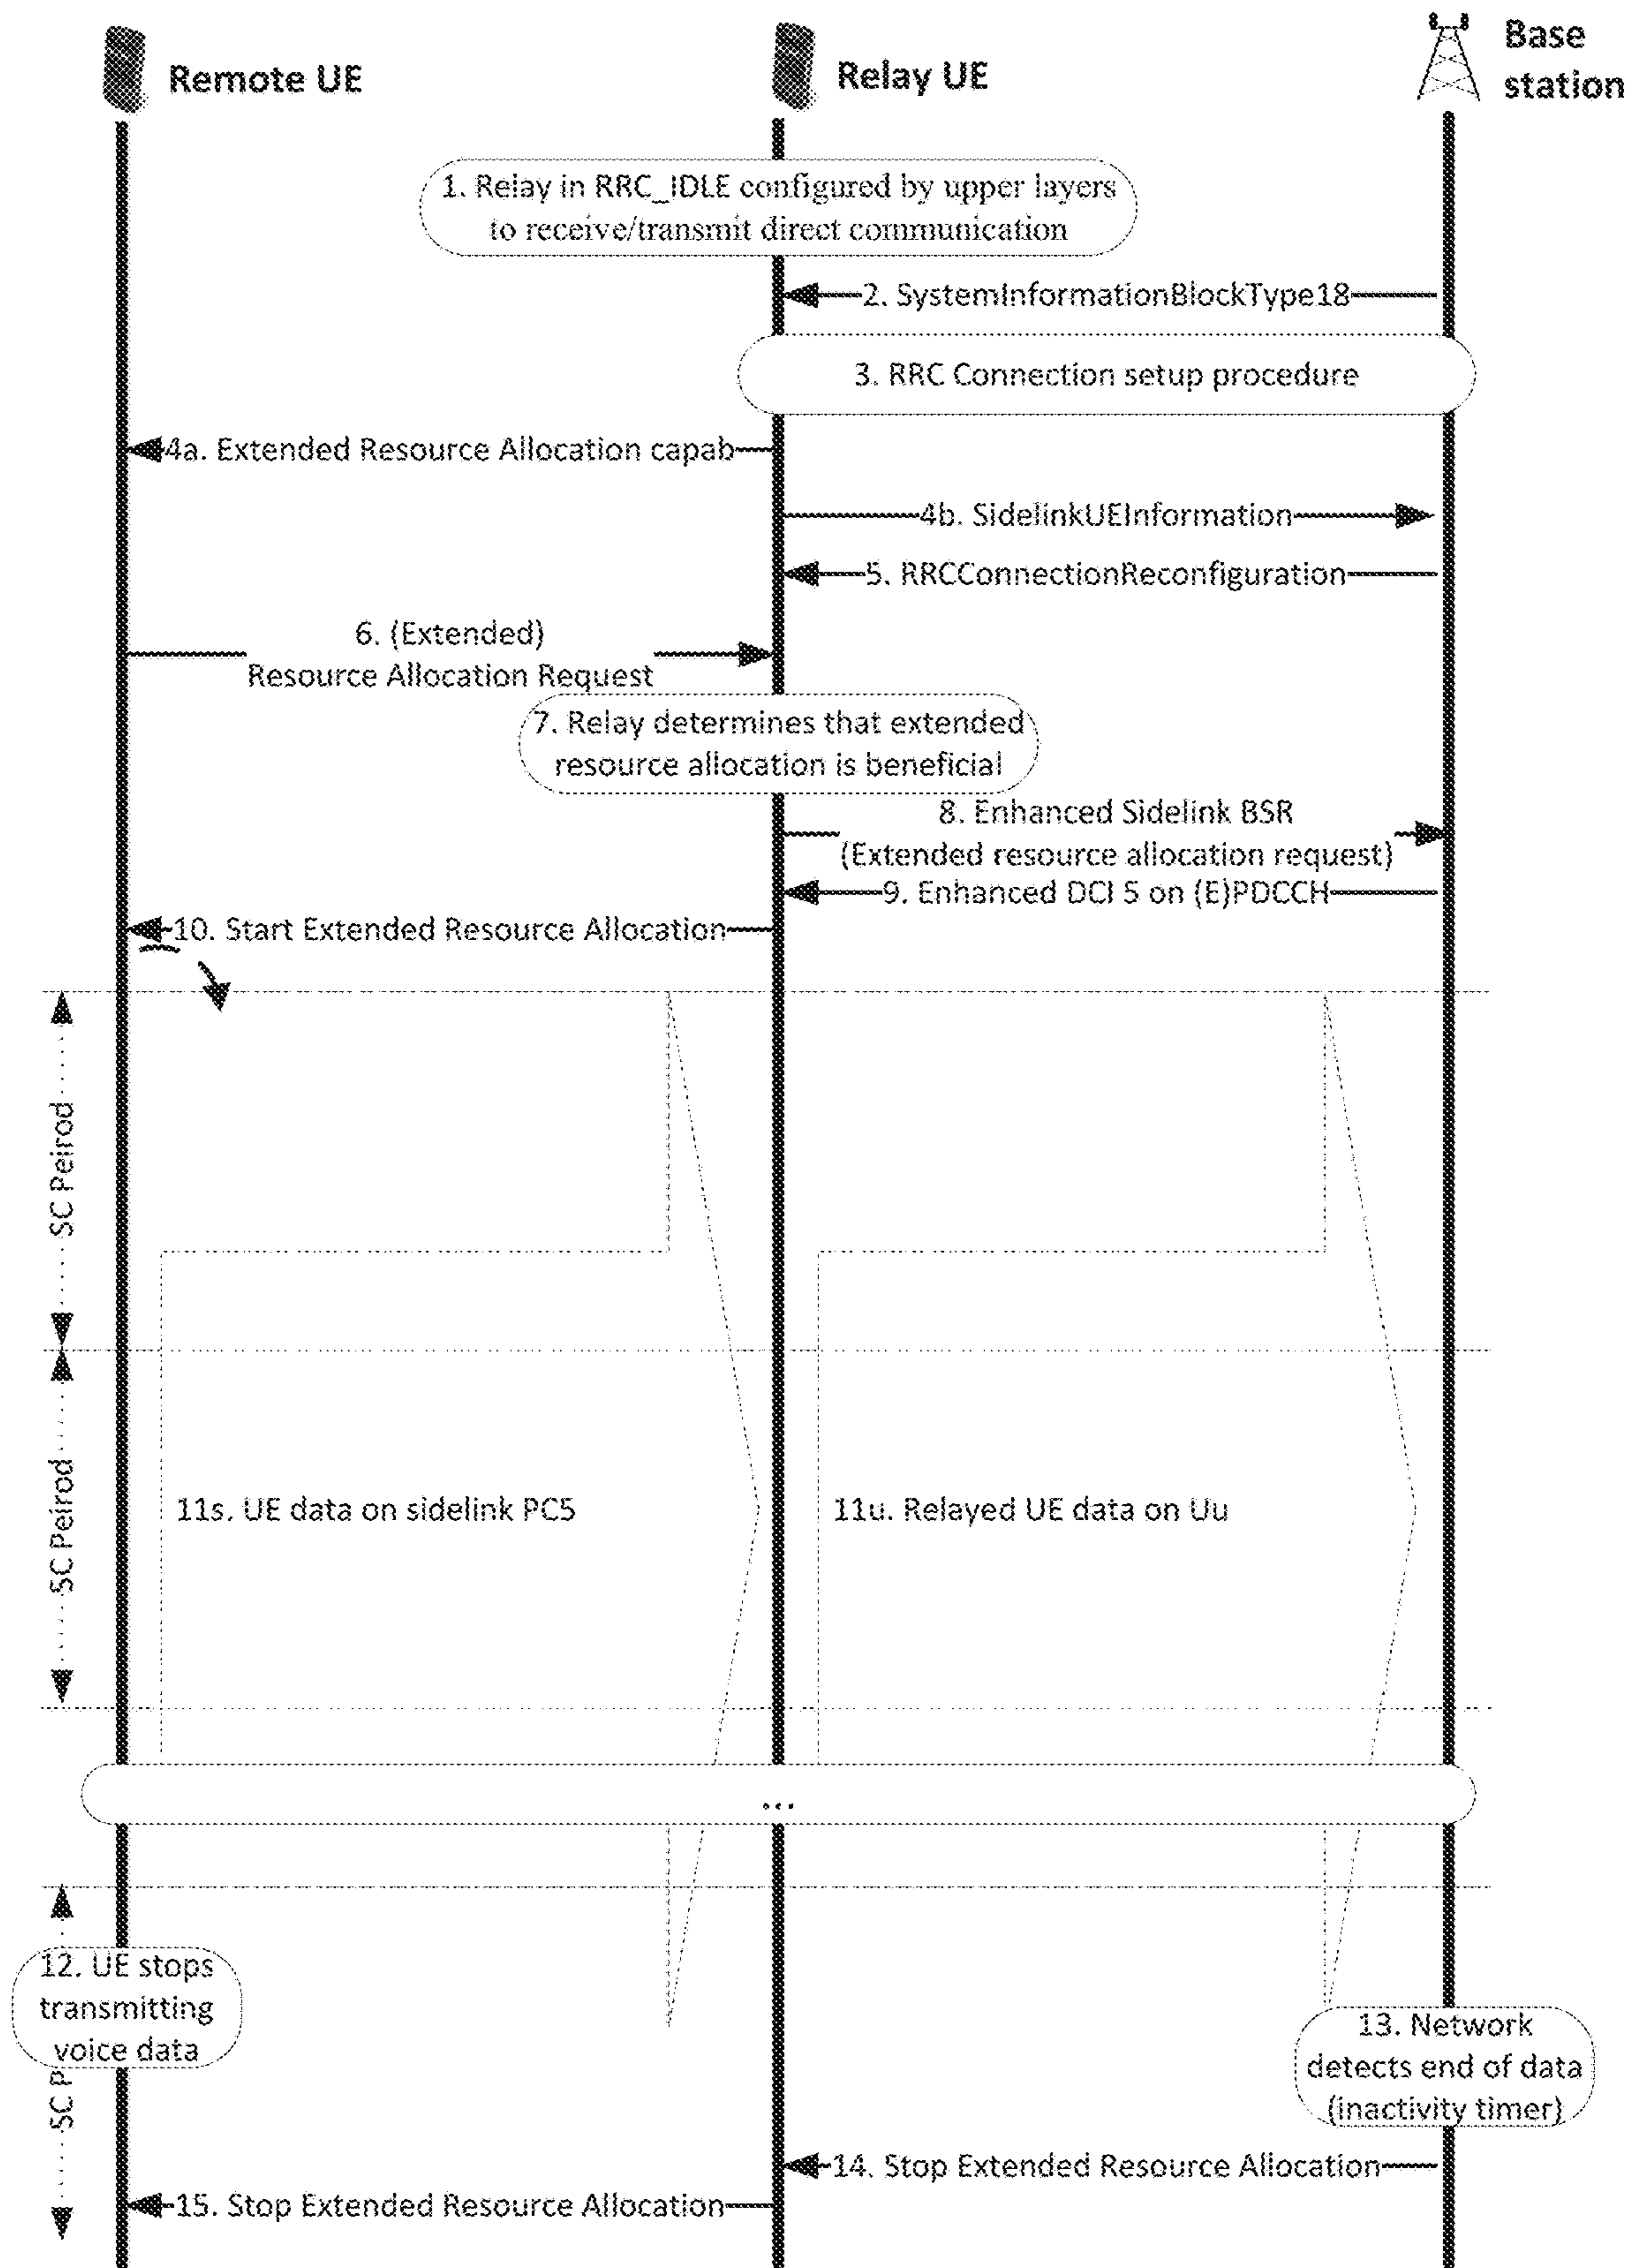 Remote UE
Relay UE
Base
station
1. Relay in RRC_IDLE configured by upper layers
to receive/transmit direct communication
2. SystemInformationBlockType18
3. RRC Connection setup procedure
4a. Extended Resource Allocation capab
4b. SidelinkUEInformation
5. RRCConnectionReconfiguration
6. (Extended)
Resource Allocation Request
7. Relay determines that extended
resource allocation is beneficial
8. Enhanced Sidelink BSR
(Extended resource allocation request)
9. Enhanced DCI 5 on (E)PDCCH
10. Start Extended Resource Allocation
SC Peirod
SC Peirod
11s. UE data on sidelink PC5
11u. Relayed UE data on Uu
...
12. UE stops
transmitting
voice data
SC P
13. Network
detects end of data
(inactivity timer)
14. Stop Extended Resource Allocation
15. Stop Extended Resource Allocation